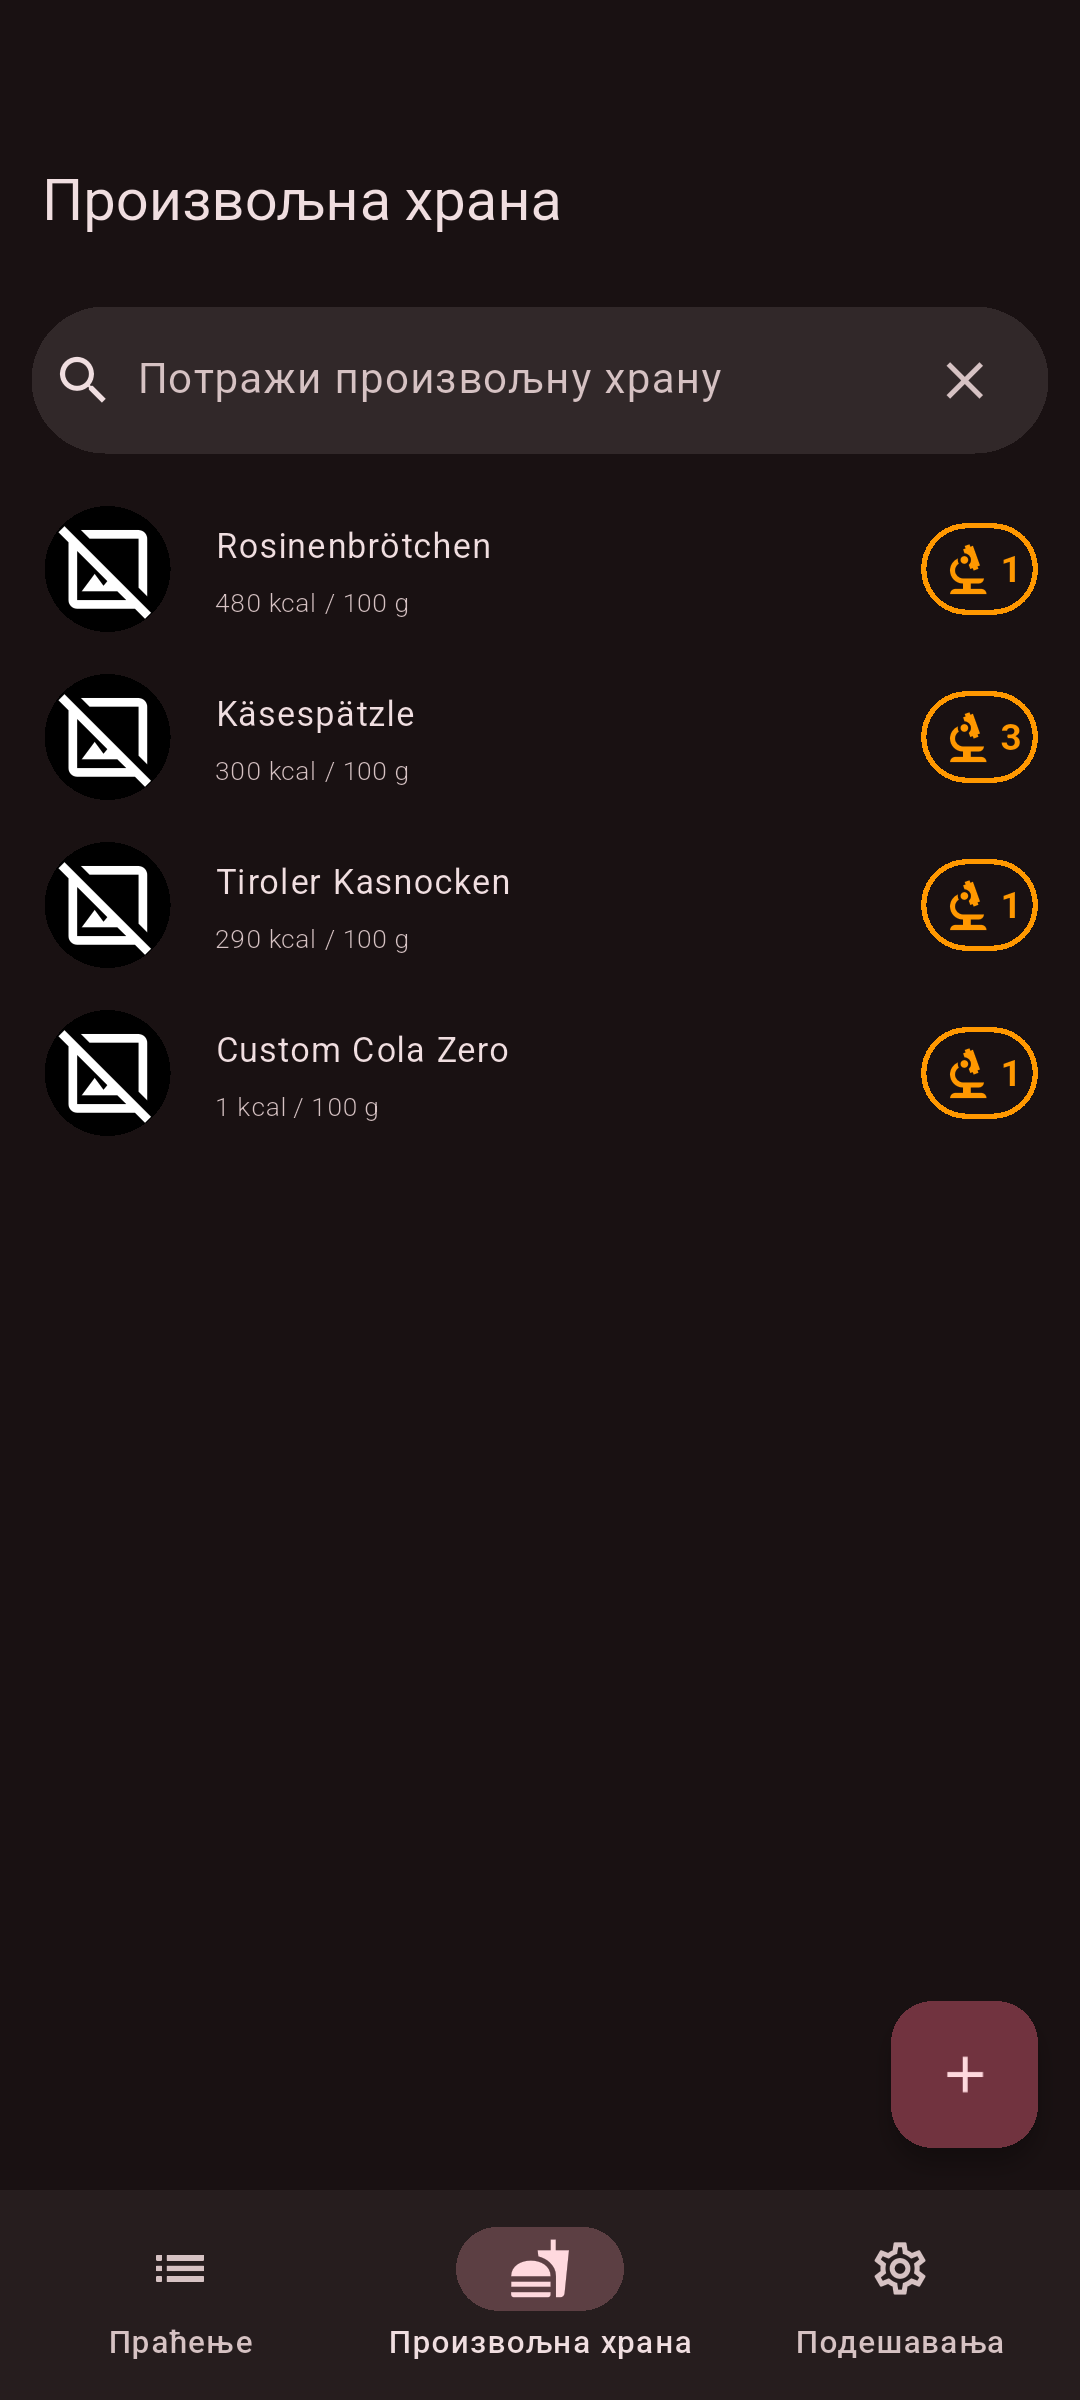 Произвољна храна
Потражи произвољну храну
Rosinenbrötchen
480 kcal / 100 g
1
Käsespätzle
300 kcal / 100 g
3
Tiroler Kasnocken
290 kcal / 100 g
1
Custom Cola Zero
1 kcal / 100 g
1
Праћење
Произвољна храна
Подешавања